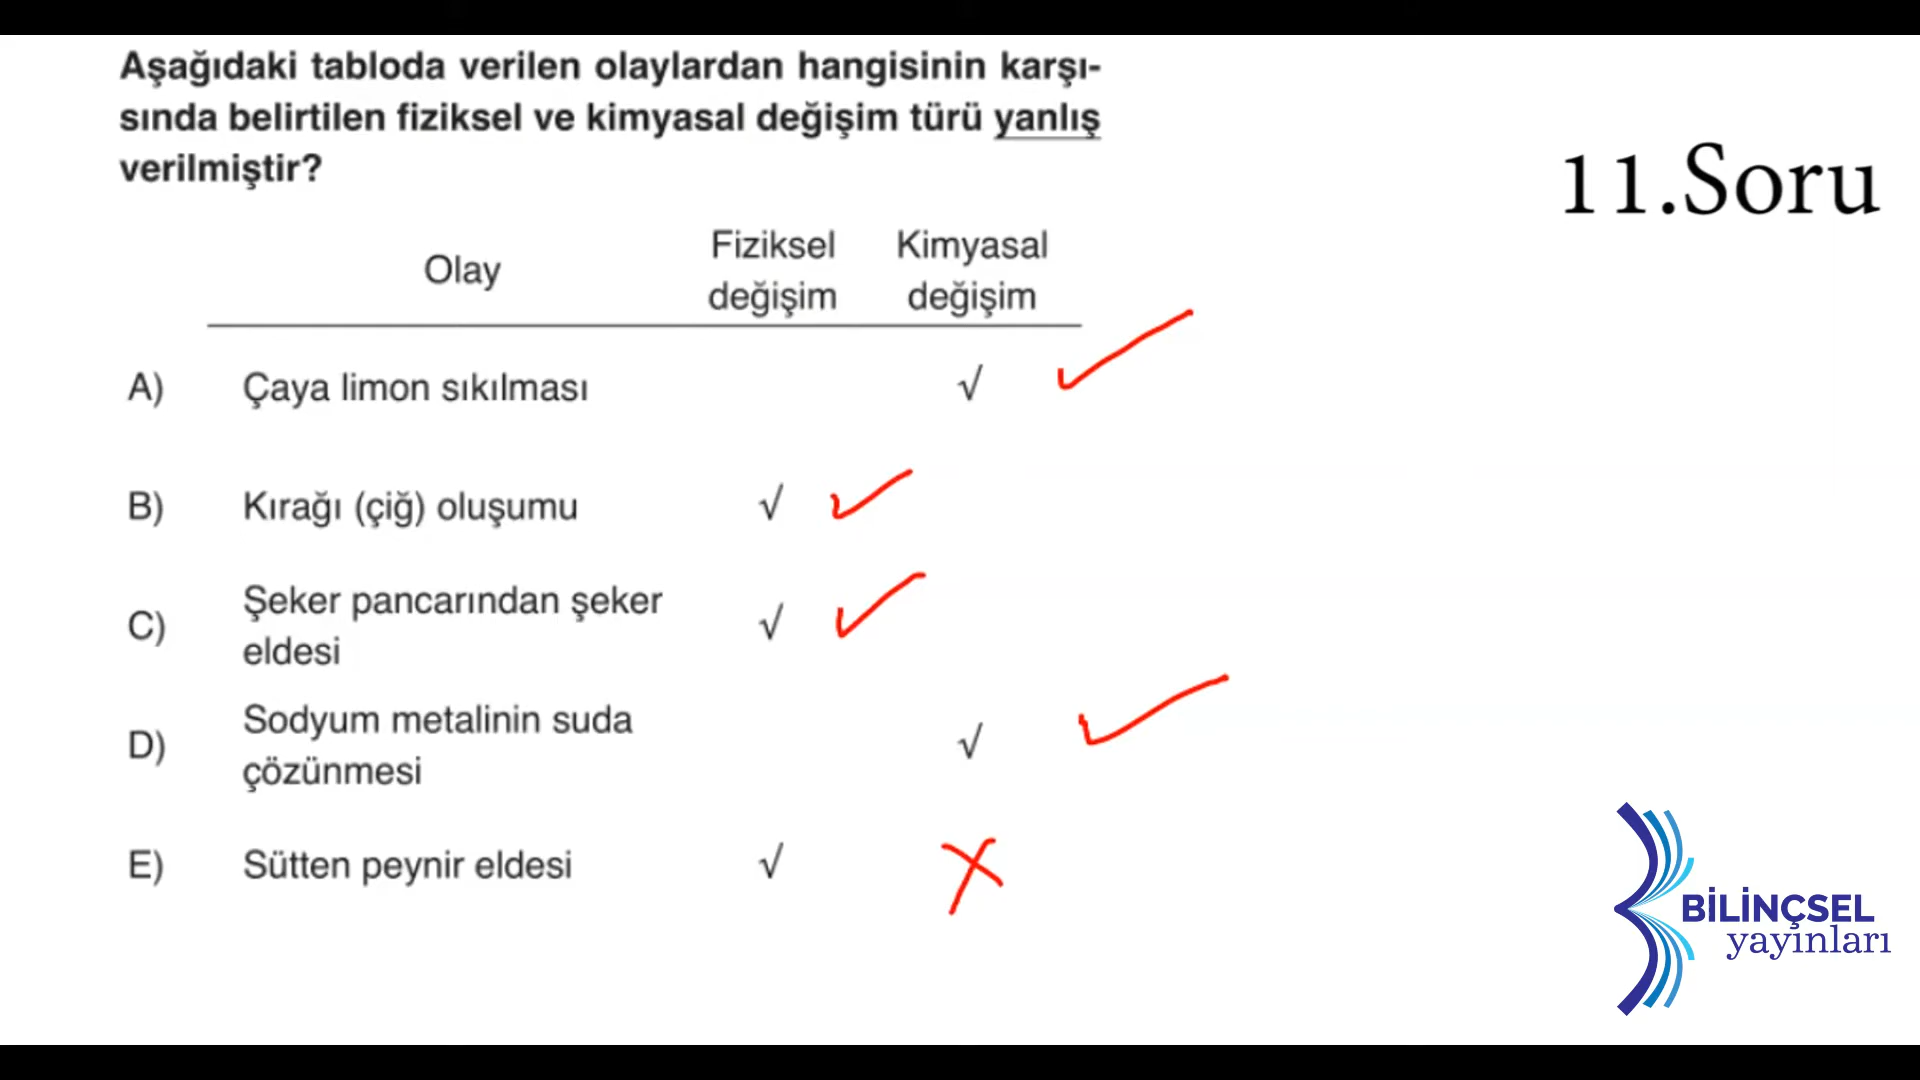 Aşağıdaki tabloda verilen olaylardan hangisinin karşı-
sında belirtilen fiziksel ve kimyasal değişim türü yanlış
verilmiştir?
11.Soru
Olay Fiziksel değişim Kimyasal değişim
A) Çaya limon sıkılması √
B) Kırağı (çiğ) oluşumu √
C) Şeker pancarından şeker
eldesi √
D) Sodyum metalinin suda
çözünmesi √
E) Sütten peynir eldesi √
BİLİNÇSEL
yayınları